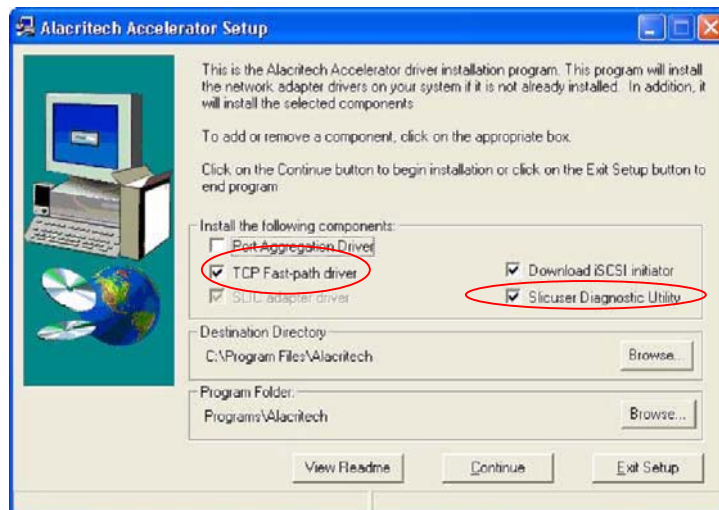 Alacritech Accelerator Setup
This is the Alacritech Accelerator driver installation program. This program will install
the network adapter drivers on your system if it is not already installed. In addition, it
will install the selected components
To add or remove a component, click on the appropriate box.
Click on the Continue button to begin installation or click on the Exit Setup button to
end program
Install the following components:
Port Aggregation Driver
TCP Fast-path driver
Download iSCSI initiator
SLIC adapter driver
Slicuser Diagnostic Utility
Destination Directory
C:\Program Files\Alacritech
Browse...
Program Folder:
Programs\Alacritech
Browse...
View Readme
Continue
Exit Setup